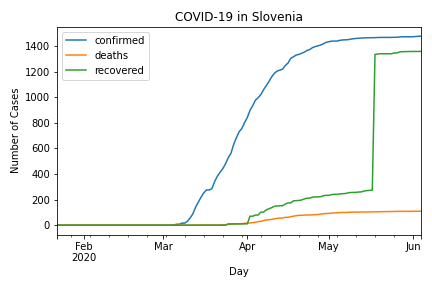 COVID-19 in Slovenia
confirmed
deaths
recovered
Number of Cases
1400
1200
1000
800
600
400
200
0
Feb
2020
Mar
Apr
May
Jun
Day